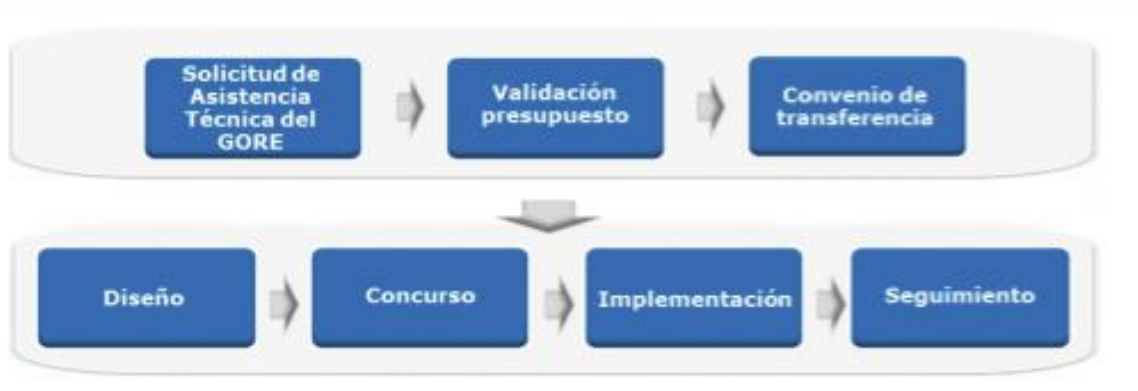 Solicitud de
Asistencia
Técnica del
GORE
Validación
presupuesto
Convenio de
transferencia
Diseño
Concurso
Implementación
Seguimiento